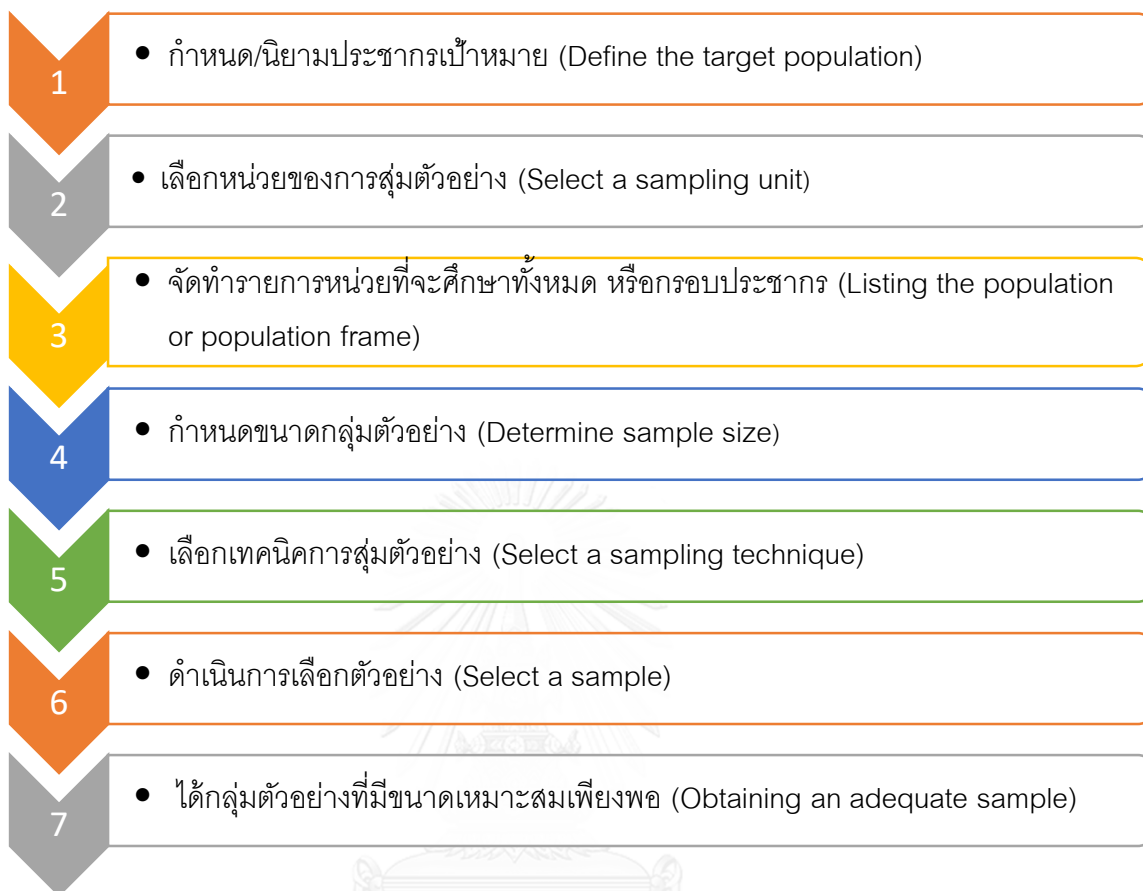 1
• กำหนด/นิยามประชากรเป้าหมาย (Define the target population)
2
• เลือกหน่วยของการสุ่มตัวอย่าง (Select a sampling unit)
3
• จัดทำรายการหน่วยที่จะศึกษาทั้งหมด หรือกรอบประชากร (Listing the population
or population frame)
4
• กำหนดขนาดกลุ่มตัวอย่าง (Determine sample size)
5
• เลือกเทคนิคการสุ่มตัวอย่าง (Select a sampling technique)
6
• ดำเนินการเลือกตัวอย่าง (Select a sample)
7
• ได้กลุ่มตัวอย่างที่มีขนาดเหมาะสมเพียงพอ (Obtaining an adequate sample)